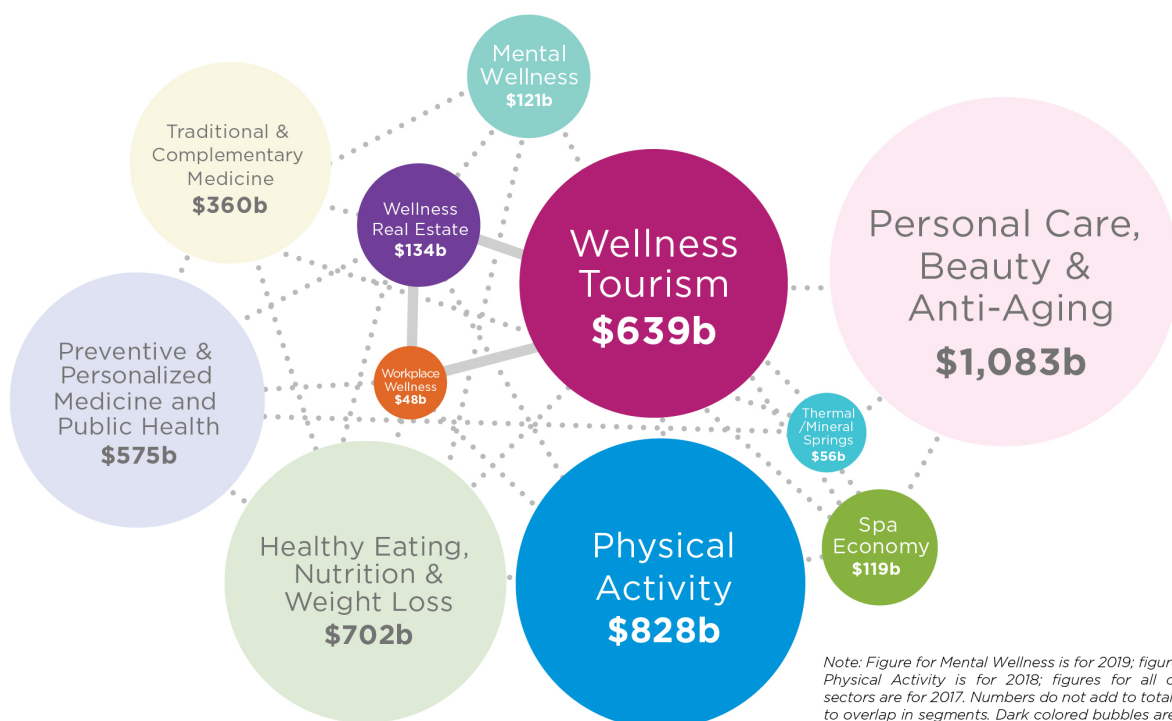 Mental
Wellness
$121b
Traditional &
Complementary
Medicine
$360b
Wellness
Real Estate
$134b
Wellness
Tourism
$639b
Personal Care,
Beauty &
Anti-Aging
$1,083b
Preventive &
Personalized
Medicine and
Public Health
$575b
Workplace
Wellness
$48b
Thermal
/Mineral
Springs
$56b
Healthy Eating,
Nutrition &
Weight Loss
$702b
Physical
Activity
$828b
Spa
Economy
$119b
Note: Figure for Mental Wellness is for 2019;
Physical Activity is for 2018; figures for all
sectors are for 2017. Numbers do not add to total
to overlap in segments. Dark colored bubbles are